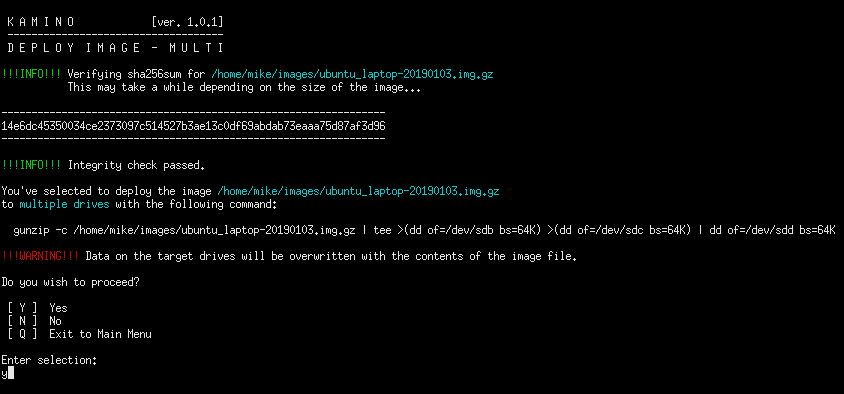 K A M I N O [ver. 1.0.1]
------------------------------------
D E P L O Y I M A G E - M U L T I
------------------------------------
!!!INFO!!! Verifying sha256sum for /home/mike/images/ubuntu_laptop-20190103.img.gz
This may take a while depending on the size of the image...
----------------------------------------------------------------
14e6dc45350034ce2373097c514527b3ae13c0df69abdab73eaaa75d87af3d96
----------------------------------------------------------------
!!!INFO!!! Integrity check passed.
You've selected to deploy the image /home/mike/images/ubuntu_laptop-20190103.img.gz
to multiple drives with the following command:
gunzip -c /home/mike/images/ubuntu_laptop-20190103.img.gz | tee >(dd of=/dev/sdb bs=64K) >(dd of=/dev/sdc bs=64K) | dd of=/dev/sdd bs=64K
!!!WARNING!!! Data on the target drives will be overwritten with the contents of the image file.
Do you wish to proceed?
[ Y ] Yes
[ N ] No
[ Q ] Exit to Main Menu
Enter selection:
y